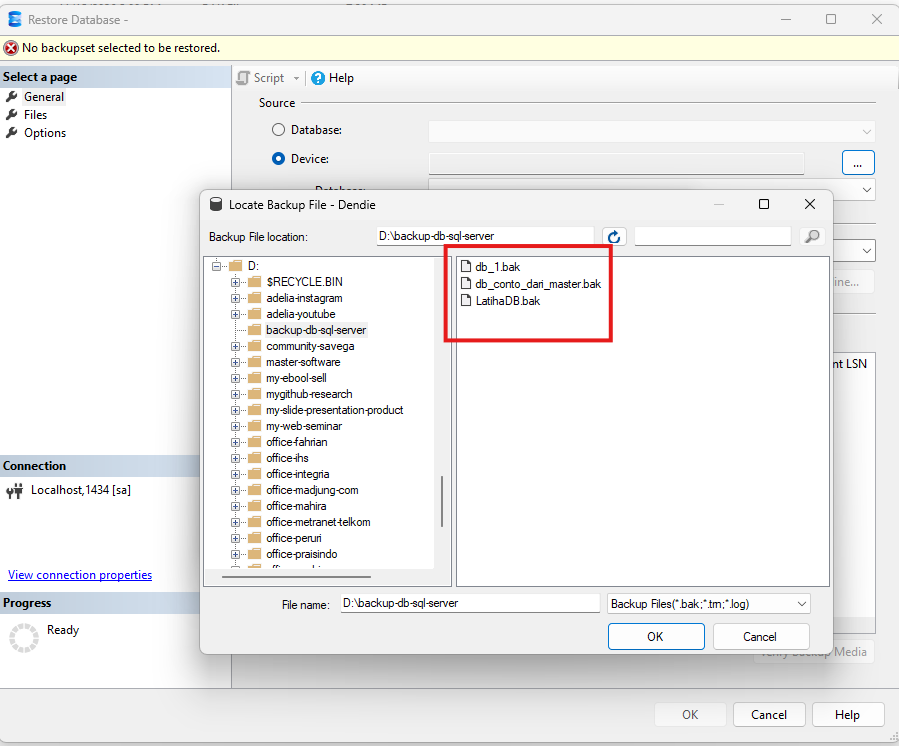 Restore Database -
No backupset selected to be restored.
Select a page
General
Files
Options
Script
Help
Source
Database:
Device:
...
Locate Backup File - Dendie
Backup File location:
D:\backup-db-sql-server
D:
$RECYCLE.BIN
adelia-instagram
adelia-youtube
backup-db-sql-server
community-savega
master-software
my-ebool-sell
mygithub-research
my-slide-presentation-product
my-web-seminar
office-fahrian
office-ihs
office-integria
office-madjung-com
office-mahira
office-metranet-telkom
office-peruri
office-praisindo
db_1.bak
db_conto_dari_master.bak
LatihaDB.bak
ine...
nt LSN
File name:
D:\backup-db-sql-server
Backup Files(*.bak;*.trn;*.log)
OK
Cancel
Connection
Localhost,1434 [sa]
View connection properties
Progress
Ready
Verify Backup Media
OK
Cancel
Help